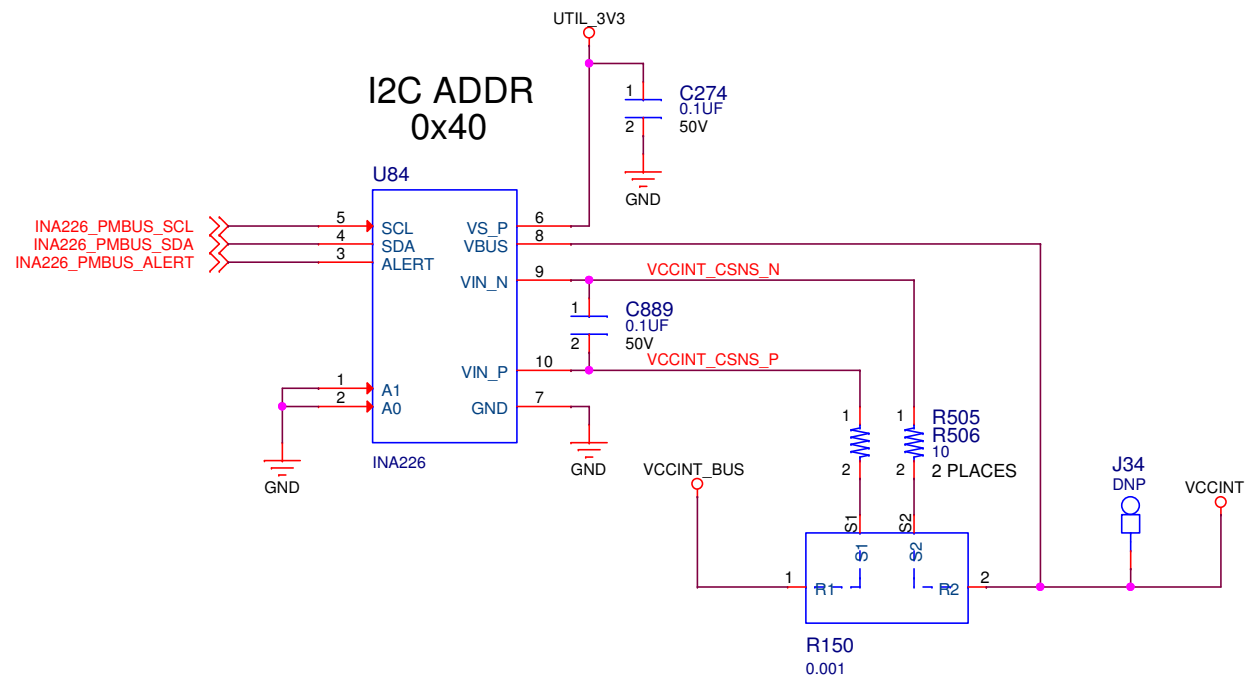 UTIL_3V3
I2C ADDR
0x40
1
C274
0.1UF
2
50V
GND
U84
INA226_PMBUS_SCL
5
SCL
VS_P
6
INA226_PMBUS_SDA
4
SDA
VBUS
8
INA226_PMBUS_ALERT
3
ALERT
VIN_N
9
VCCINT_CSNS_N
1
C889
0.1UF
2
50V
VIN_P
10
VCCINT_CSNS_P
1
A1
2
A0
GND
7
INA226
GND
GND
1
1
R505
R506
10
2
2
2 PLACES
VCCINT_BUS
J34
DNP
VCCINT
S1
S2
S1
S2
1
R1
R2
2
R150
0.001